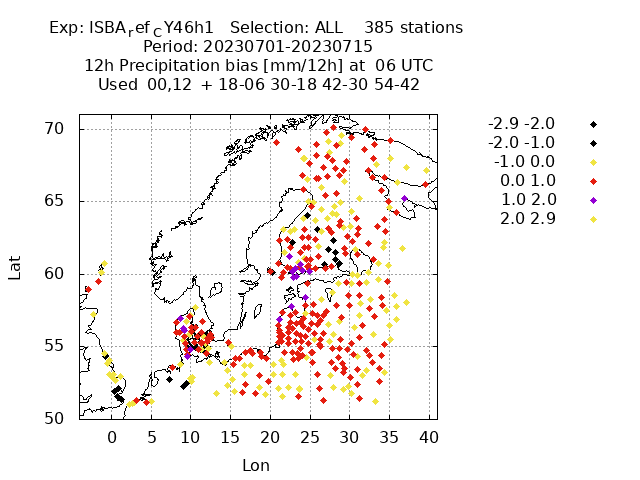 Exp: ISBA_ref_CY46h1 Selection: ALL 385 stations
Period: 20230701-20230715
12h Precipitation bias [mm/12h] at 06 UTC
Used 00,12 + 18-06 30-18 42-30 54-42
-2.9 -2.0
-2.0 -1.0
-1.0 0.0
0.0 1.0
1.0 2.0
2.0 2.9
Lat
70
65
60
55
50
0 5 10 15 20 25 30 35 40
Lon